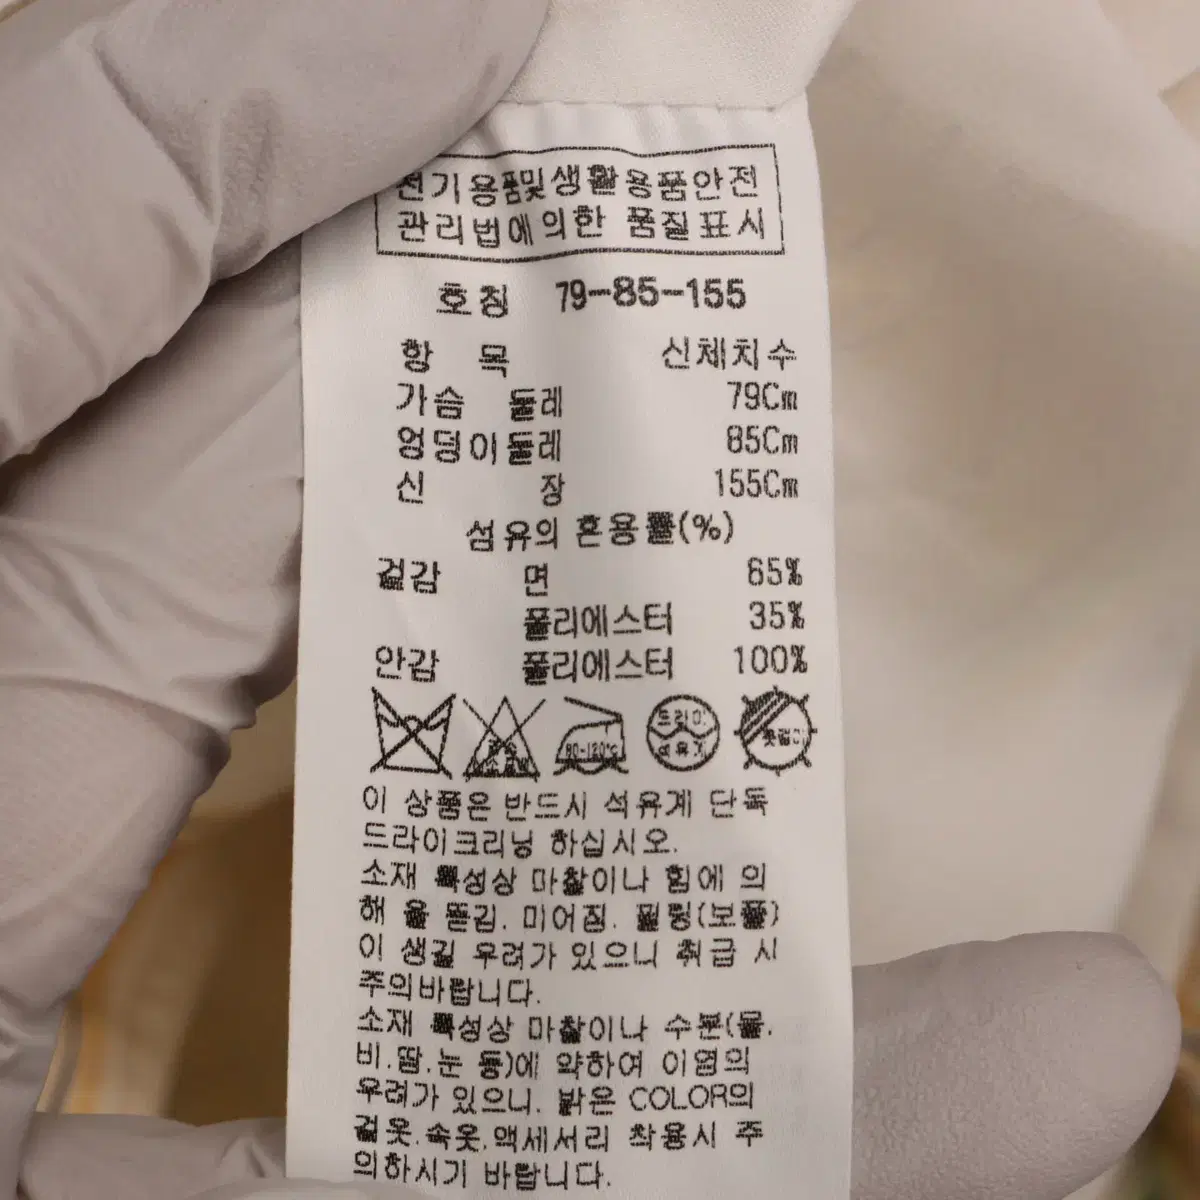 전기용품및생활용품안전
관리법에의한 품질표시
호칭 79-85-155
항 목 신체치수
가슴 둘레 79Cm
엉덩이둘레 85Cm
신 장 155Cm
섬유의 혼용률(%)
겉감 면 65%
폴리에스터 35%
안감 폴리에스터 100%
80-120℃
드라이
석유계
옷걸이
이 상품은 반드시 석유계 단독
드라이크리닝 하십시오.
소재 특성상 마찰이나 힘에 의
해 올 뜯김. 미어짐. 필링(보풀)
이 생길 우려가 있으니 취급 시
주의바랍니다.
소재 특성상 마찰이나 수분(물.
비.땀.눈 등)에 약하여 이염의
우려가 있으니. 밝은 COLOR의
겉옷.속옷.액세서리 착용시 주
의하시기 바랍니다.